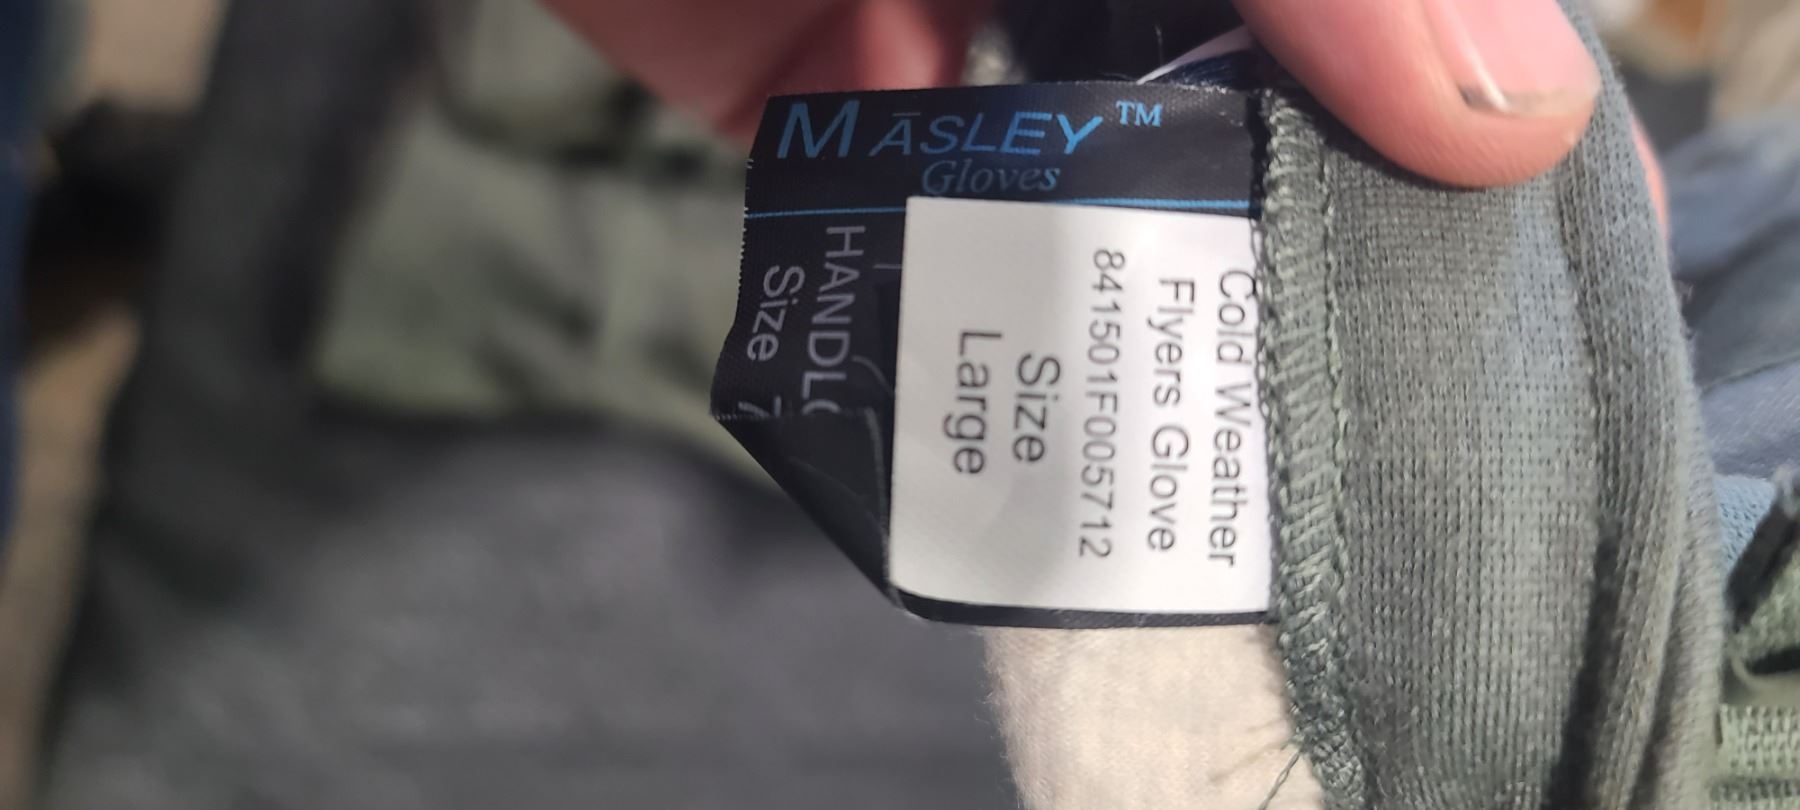 MĀSLEY™
Gloves
Cold Weather
Flyers Glove
841501F005712
Size
Large
Size